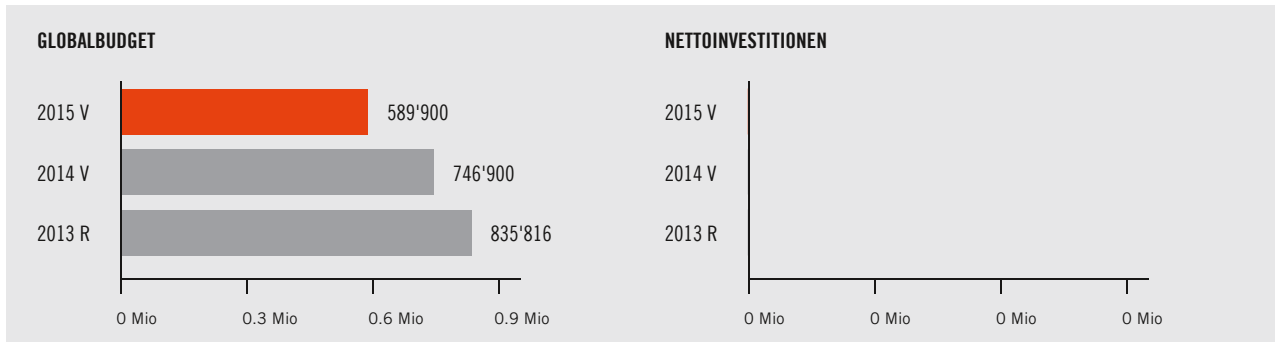 GLOBALBUDGET
2015 V 589'900
2014 V 746'900
2013 R 835'816
0 Mio 0.3 Mio 0.6 Mio 0.9 Mio
NETTOINVESTITIONEN
2015 V
2014 V
2013 R
0 Mio 0 Mio 0 Mio 0 Mio